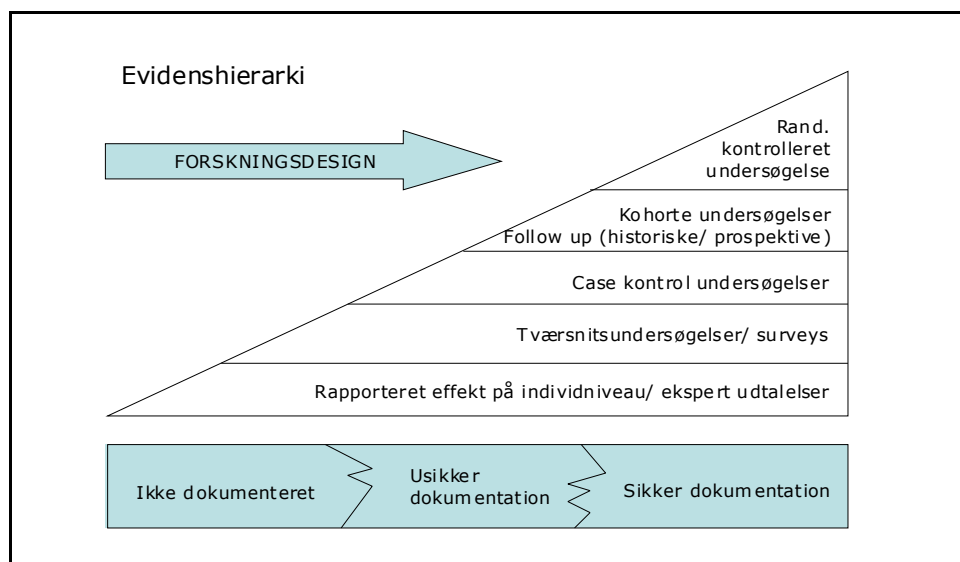 Evidenshierarki
FORSKNINGSDESIGN
Rand.
kontrolleret
undersøgelse
Kohorte undersøgelser
Follow up (historiske/ prospektive)
Case kontrol undersøgelser
Tværsnitsundersøgelser/ surveys
Rapporteret effekt på individniveau/ ekspert udtalelser
Ikke dokumenteret
Usikker
dokumentation
Sikker dokumentation